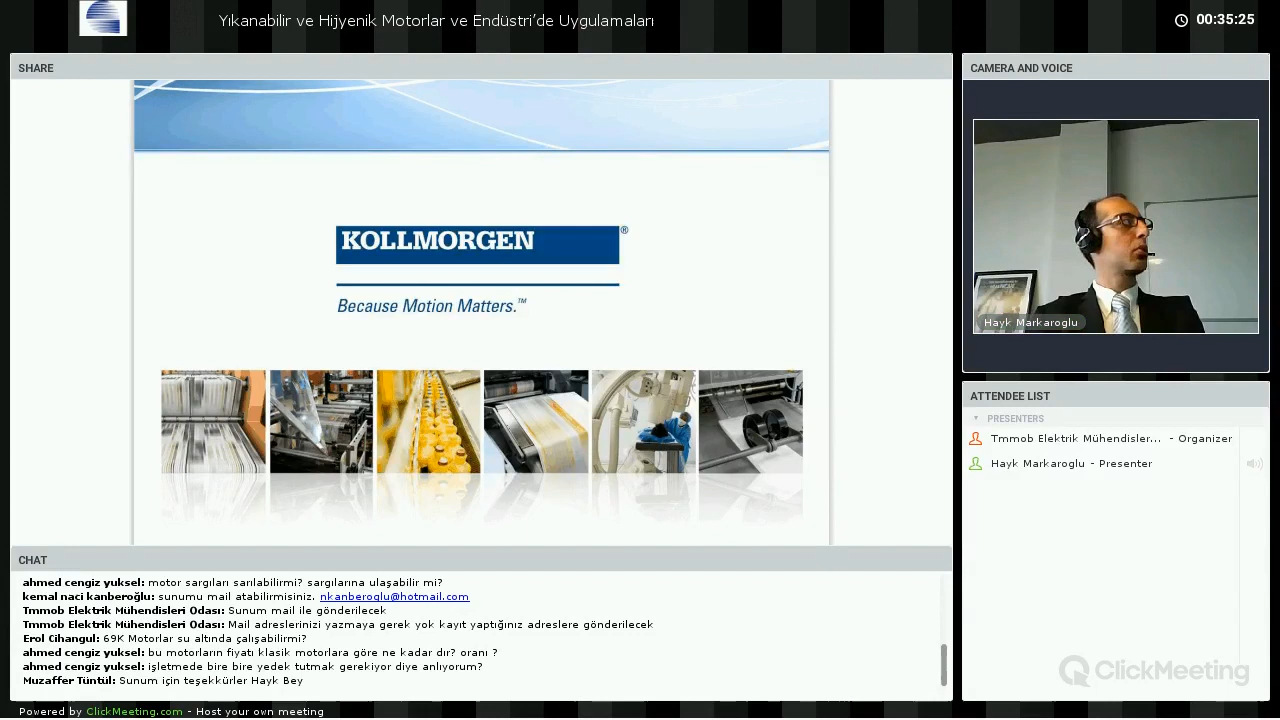 Yıkanabilir ve Hijyenik Motorlar ve Endüstri'de Uygulamaları
00:35:25
SHARE
KOLLMORGEN®
Because Motion Matters.™
CAMERA AND VOICE
Hayk Markaroglu
ATTENDEE LIST
PRESENTERS
Tmmob Elektrik Mühendisler... - Organizer
Hayk Markaroglu - Presenter
CHAT
ahmed cengiz yuksel: motor sargıları sarılabilirmi? sargılarına ulaşabilir mi?
kemal naci kanberoğlu: sunumu mail atabilirmisiniz. nkanberoglu@hotmail.com
Tmmob Elektrik Mühendisleri Odası: Sunum mail ile gönderilecek
Tmmob Elektrik Mühendisleri Odası: Mail adreslerinizi yazmaya gerek yok kayıt yaptığınız adreslere gönderilecek
Erol Cihangul: 69K Motorlar su altında çalışabilirmi?
ahmed cengiz yuksel: bu motorların fiyatı klasik motorlara göre ne kadar dır? oranı ?
ahmed cengiz yuksel: işletmede bire bire yedek tutmak gerekiyor diye anlıyorum?
Muzaffer Tüntül: Sunum için teşekkürler Hayk Bey
ClickMeeting
Powered by ClickMeeting.com - Host your own meeting